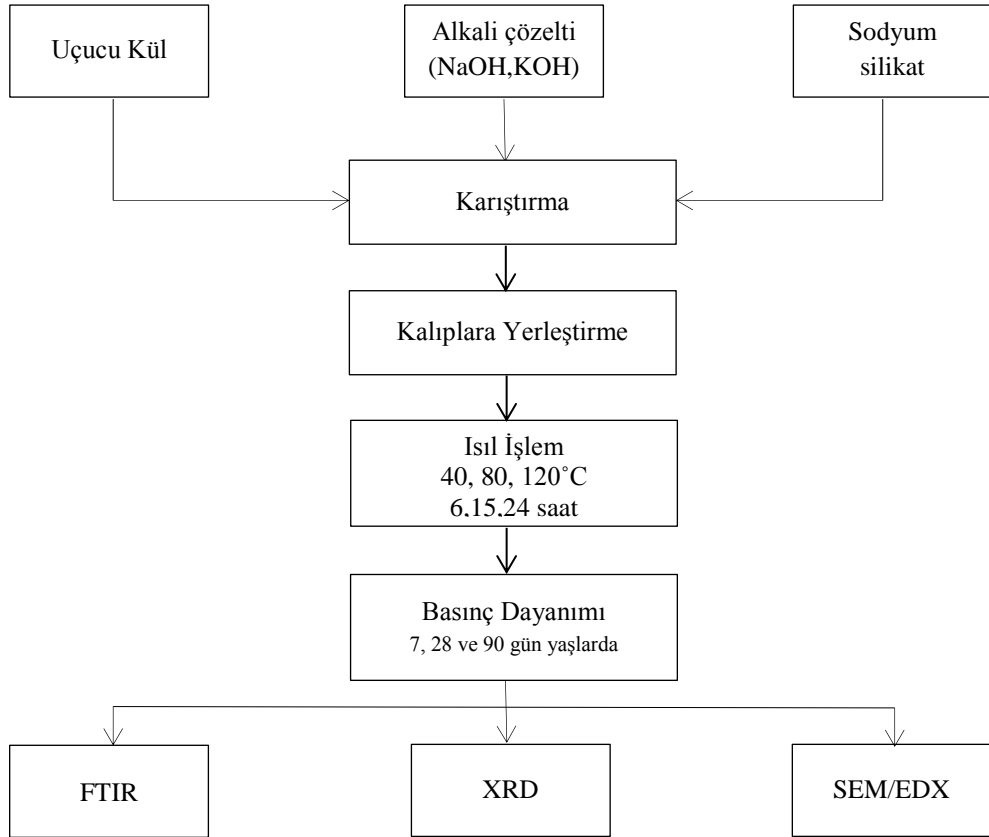 Uçucu Kül
Alkali çözelti
(NaOH,KOH)
Sodyum
silikat
Karıştırma
Kalıplara Yerleştirme
Isıl İşlem
40, 80, 120˚C
6,15,24 saat
Basınç Dayanımı
7, 28 ve 90 gün yaşlarda
FTIR
XRD
SEM/EDX